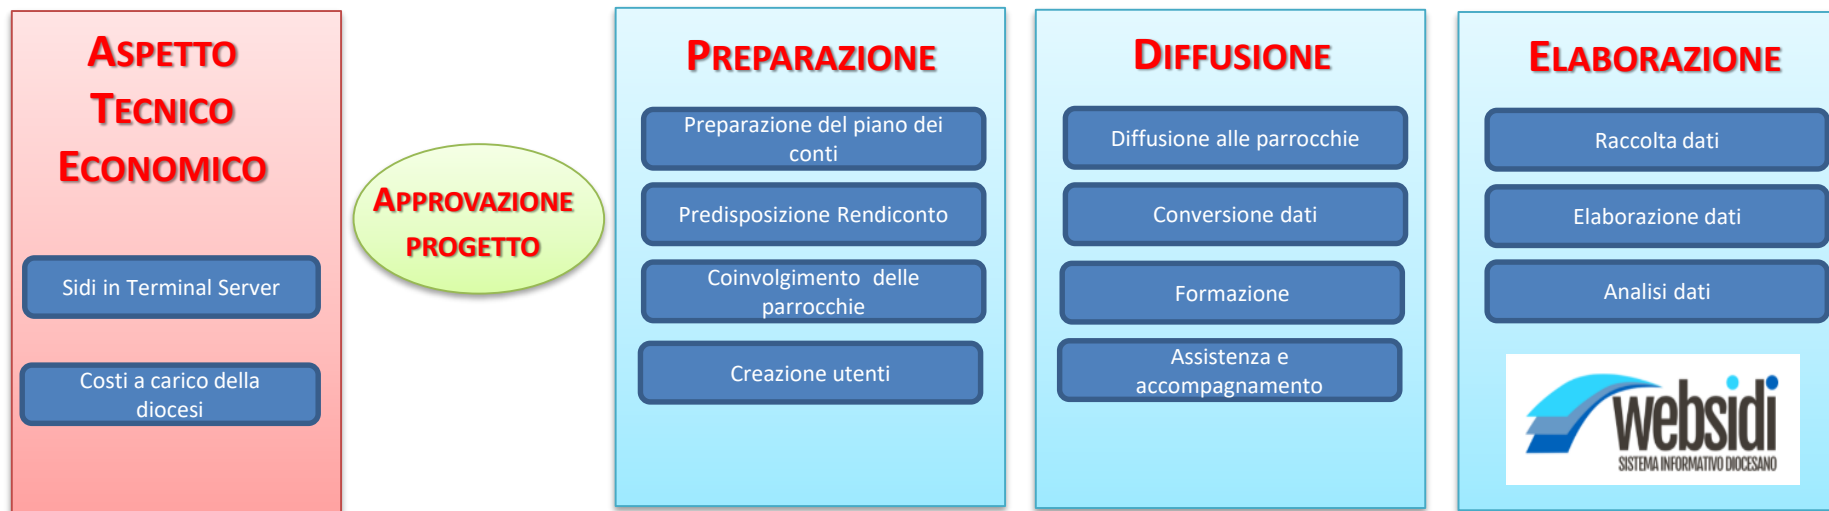 ASPETTO
TECNICO
ECONOMICO
Sidi in Terminal Server
Costi a carico della
diocesi
APPROVAZIONE
PROGETTO
PREPARAZIONE
Preparazione del piano dei
conti
Predisposizione Rendiconto
Coinvolgimento delle
parrocchie
Creazione utenti
DIFFUSIONE
Diffusione alle parrocchie
Conversione dati
Formazione
Assistenza e
accompagnamento
ELABORAZIONE
Raccolta dati
Elaborazione dati
Analisi dati
websidi
SISTEMA INFORMATIVO DIOCESANO